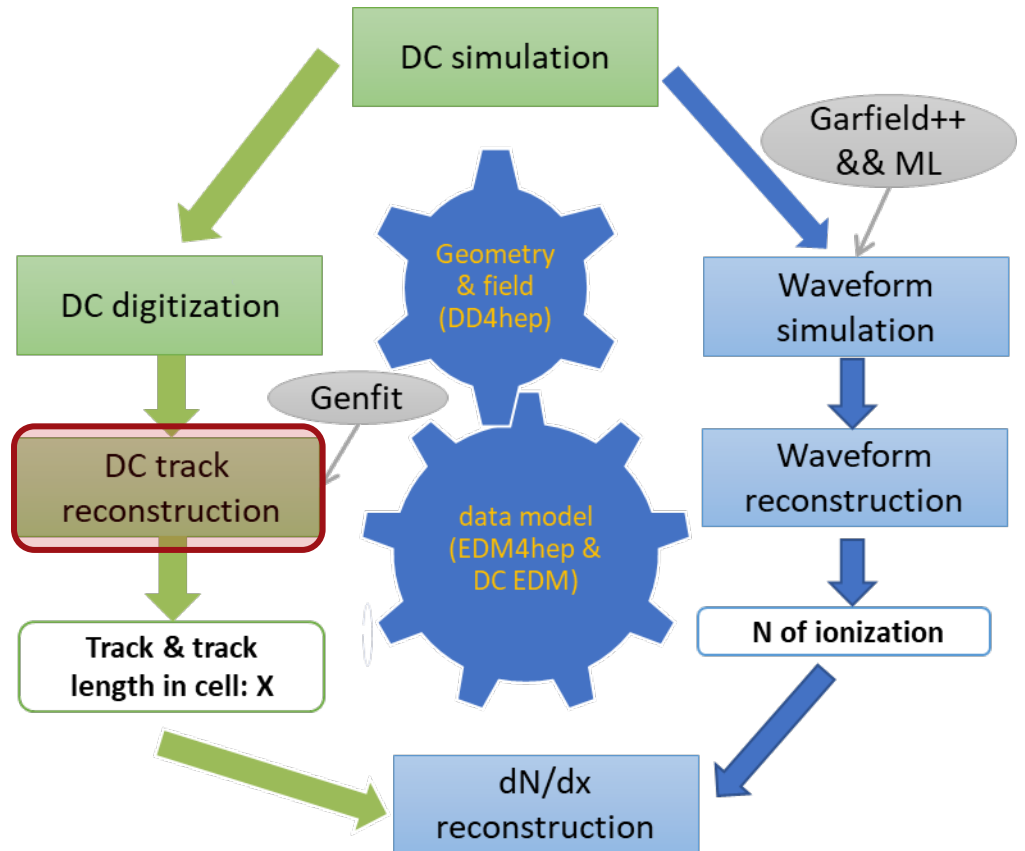 DC simulation
Garfield++
&& ML
Geometry
& field
(DD4hep)
DC digitization
Waveform
simulation
Genfit
DC track
reconstruction
Waveform
reconstruction
data model
(EDM4hep &
DC EDM)
Track & track
length in cell: X
N of ionization
dN/dx
reconstruction